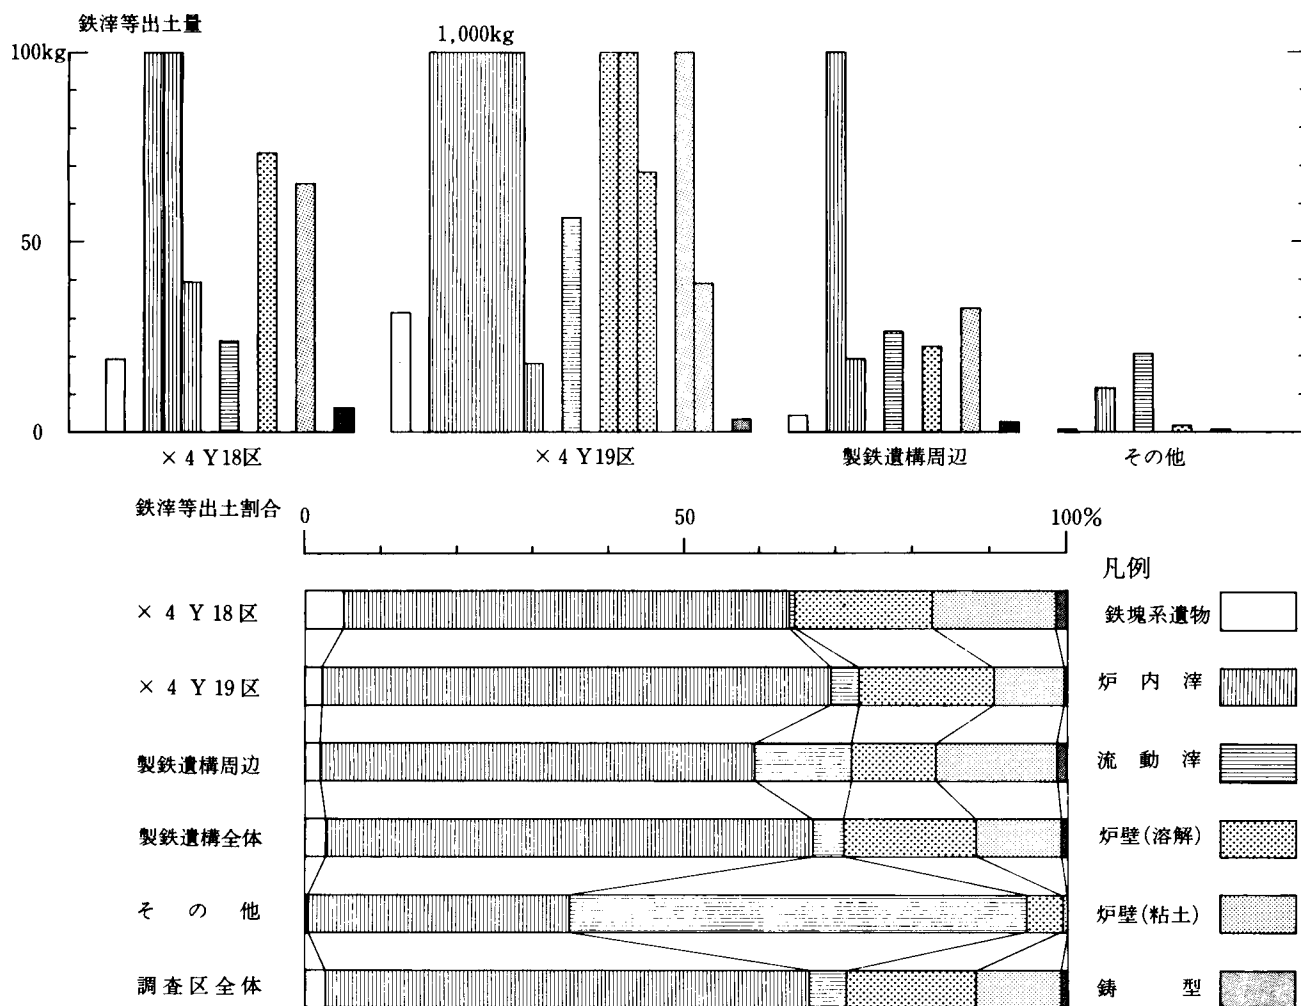 鉄滓等出土量
1,000kg
100kg
50
0
×4Y18区
×4Y19区
製鉄遺構周辺
その他
鉄滓等出土割合
0 50 100%
凡例
×4Y18区
鉄塊系遺物
×4Y19区
炉内滓
製鉄遺構周辺
流動滓
製鉄遺構全体
炉壁(溶解)
その他
炉壁(粘土)
調査区全体
鋳型